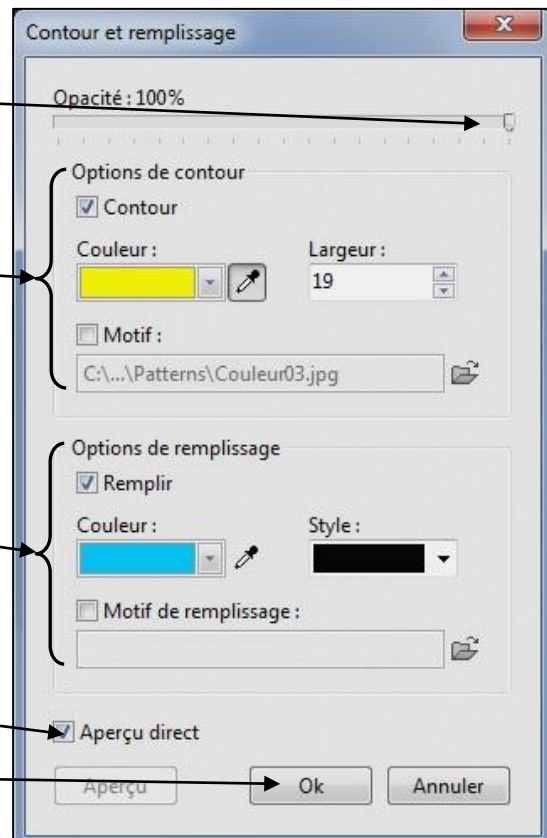 Contour et remplissage
Opacité : 100%
Options de contour
Contour
Couleur : Largeur :
19
Motif :
C:\...\Patterns\Couleur03.jpg
Options de remplissage
Remplir
Couleur : Style :
Motif de remplissage :
Aperçu direct
Aperçu Ok Annuler